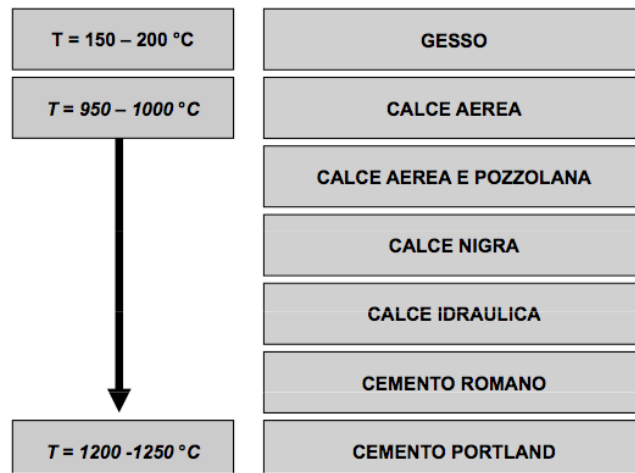 T = 150 – 200 °C
GESSO
T = 950 – 1000 °C
CALCE AEREA
CALCE AEREA E POZZOLANA
CALCE NIGRA
CALCE IDRAULICA
CEMENTO ROMANO
T = 1200 -1250 °C
CEMENTO PORTLAND